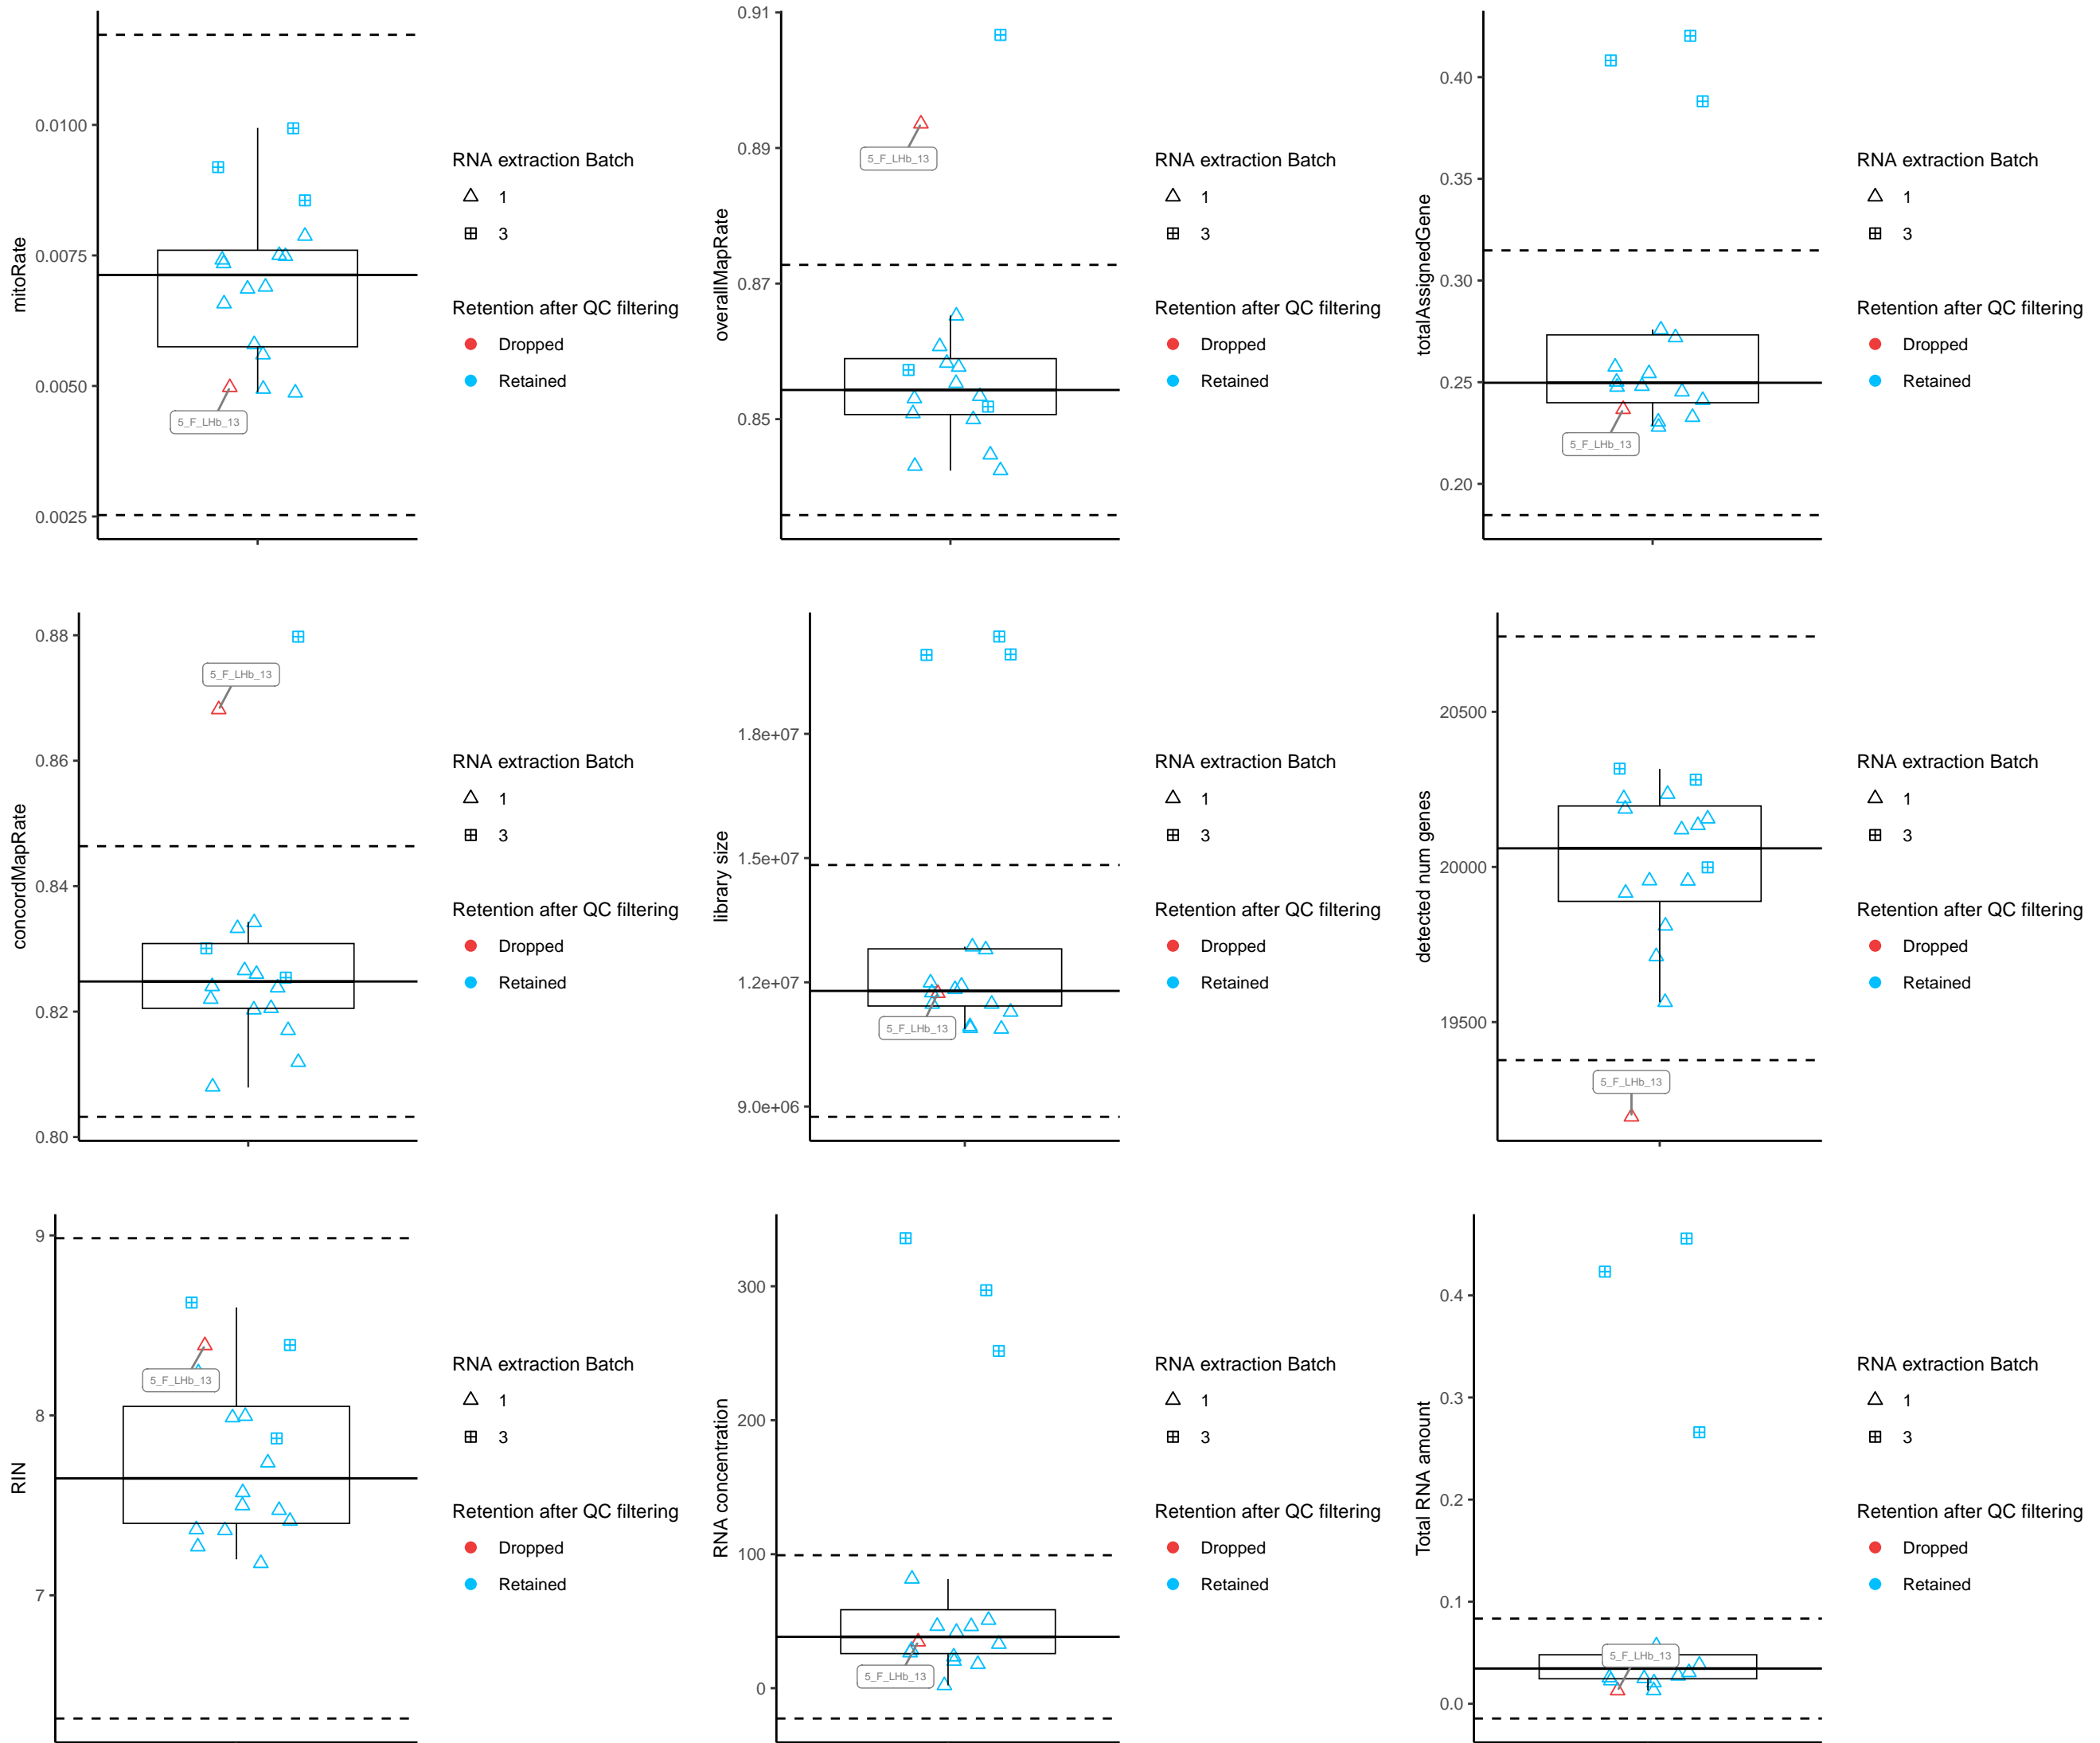 mitoRate
0.0100
0.0075
0.0050
0.0025
5_F_LHb_13
RNA extraction Batch
1
3
Retention after QC filtering
Dropped
Retained
overallMapRate
0.91
0.89
0.87
0.85
5_F_LHb_13
RNA extraction Batch
1
3
Retention after QC filtering
Dropped
Retained
totalAssignedGene
0.40
0.35
0.30
0.25
0.20
5_F_LHb_13
RNA extraction Batch
1
3
Retention after QC filtering
Dropped
Retained
concordMapRate
0.88
0.86
0.84
0.82
0.80
5_F_LHb_13
RNA extraction Batch
1
3
Retention after QC filtering
Dropped
Retained
library size
1.8e+07
1.5e+07
1.2e+07
9.0e+06
5_F_LHb_13
RNA extraction Batch
1
3
Retention after QC filtering
Dropped
Retained
detected num genes
20500
20000
19500
5_F_LHb_13
RNA extraction Batch
1
3
Retention after QC filtering
Dropped
Retained
RIN
9
8
7
5_F_LHb_13
RNA extraction Batch
1
3
Retention after QC filtering
Dropped
Retained
RNA concentration
300
200
100
0
5_F_LHb_13
RNA extraction Batch
1
3
Retention after QC filtering
Dropped
Retained
Total RNA amount
0.4
0.3
0.2
0.1
0.0
5_F_LHb_13
RNA extraction Batch
1
3
Retention after QC filtering
Dropped
Retained